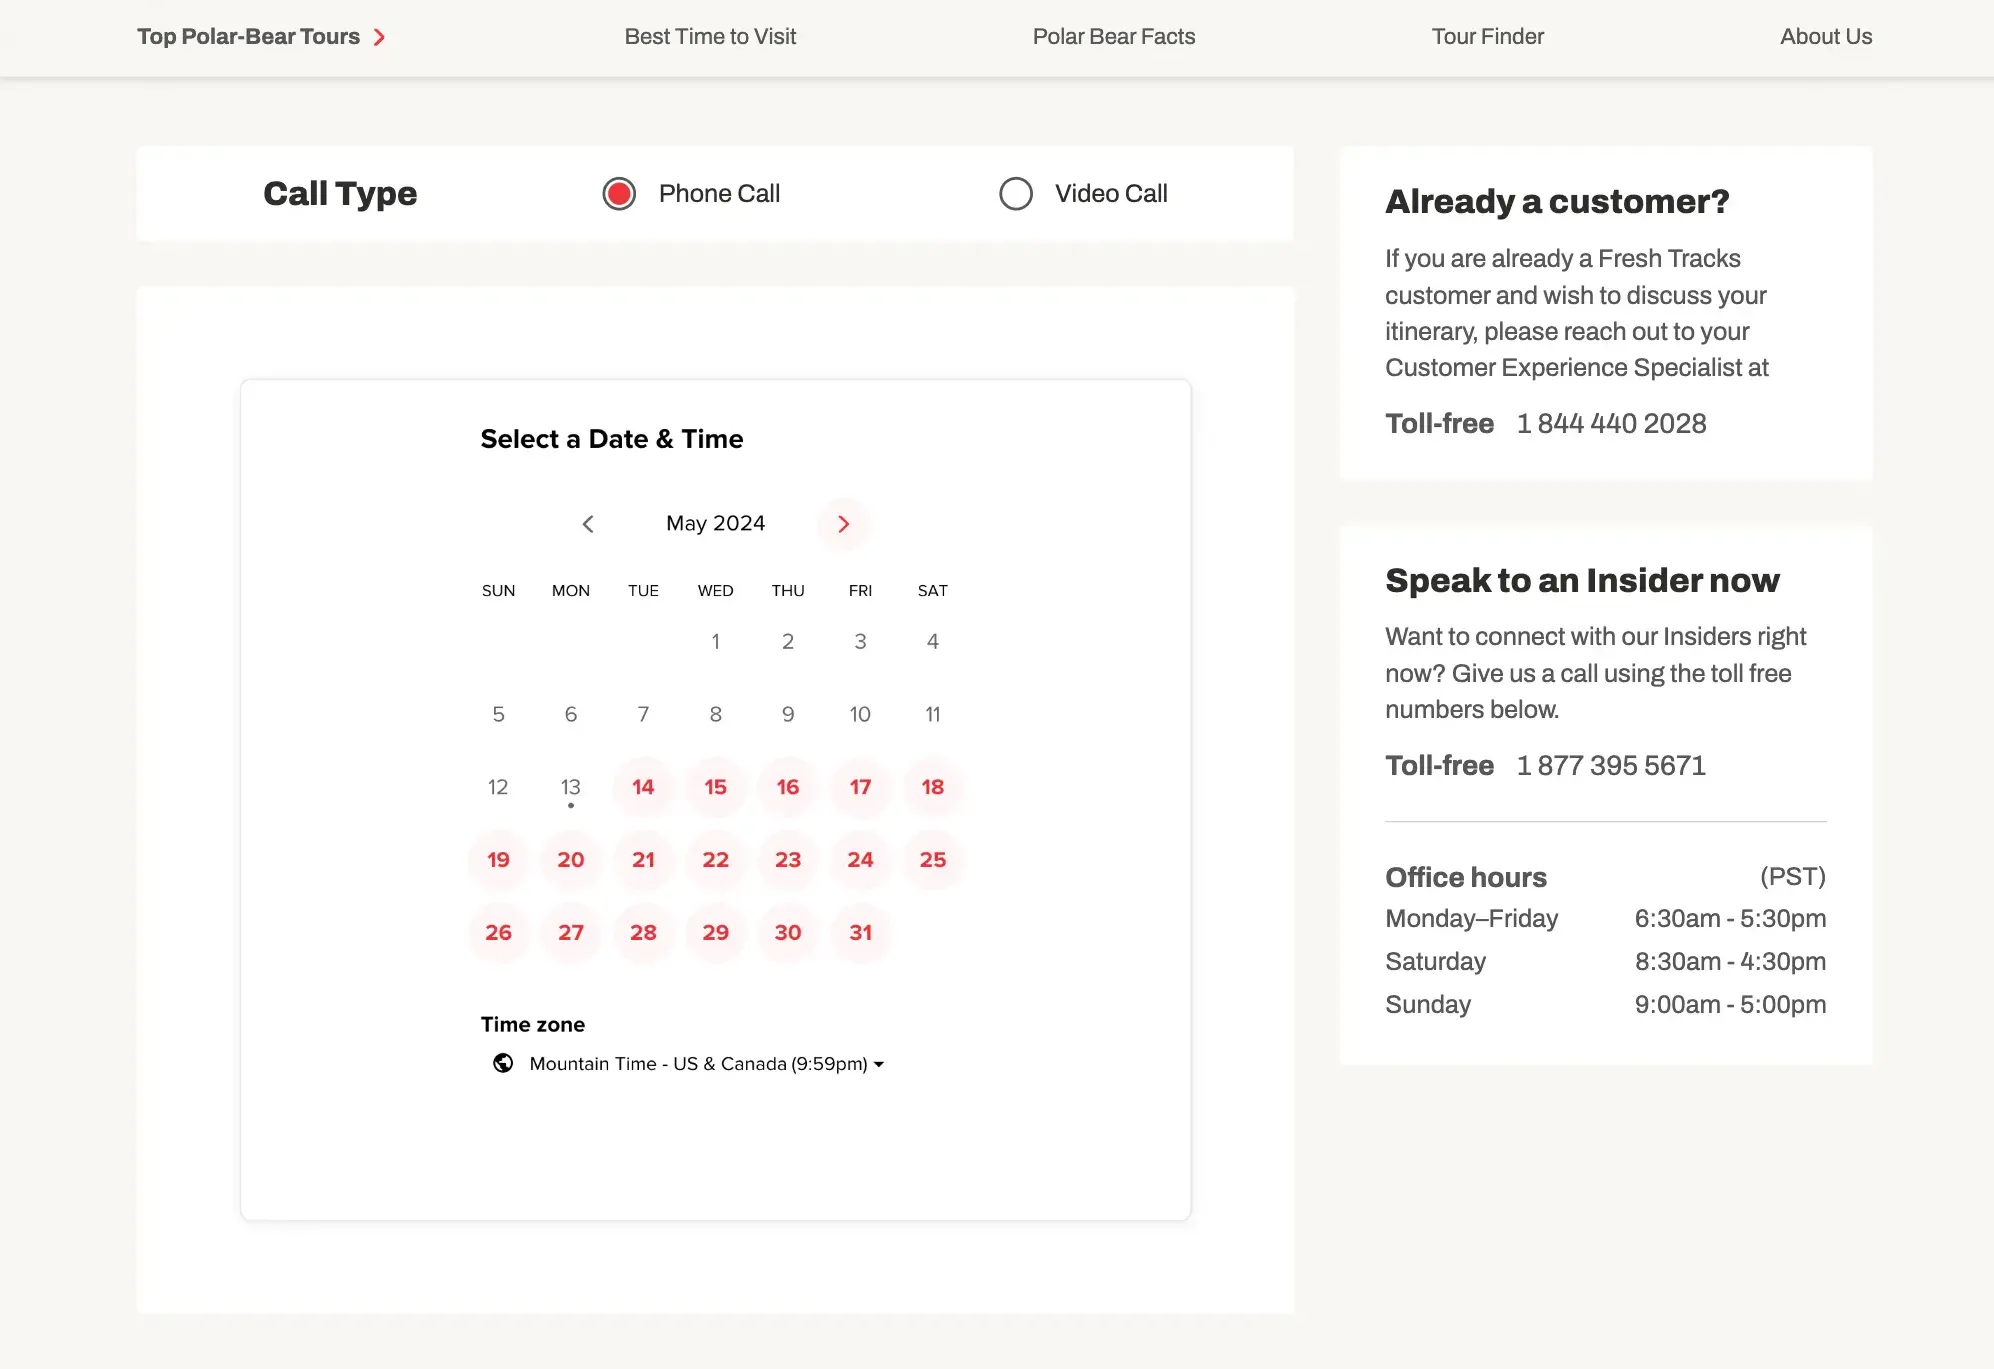 Top Polar-Bear Tours
Best Time to Visit
Polar Bear Facts
Tour Finder
About Us
Call Type
Phone Call
Video Call
Select a Date & Time
May 2024
SUN MON TUE WED THU FRI SAT
1 2 3 4
5 6 7 8 9 10 11
12 13 14 15 16 17 18
19 20 21 22 23 24 25
26 27 28 29 30 31
Time zone
Mountain Time - US & Canada (9:59pm)
Already a customer?
If you are already a Fresh Tracks
customer and wish to discuss your
itinerary, please reach out to your
Customer Experience Specialist at
Toll-free 1 844 440 2028
Speak to an Insider now
Want to connect with our Insiders right
now? Give us a call using the toll free
numbers below.
Toll-free 1 877 395 5671
Office hours (PST)
Monday–Friday 6:30am - 5:30pm
Saturday 8:30am - 4:30pm
Sunday 9:00am - 5:00pm